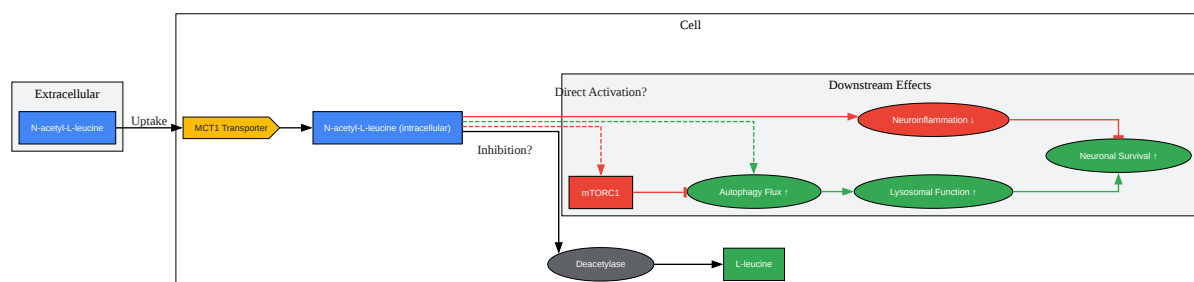 Cell
Extracellular
N-acetyl-L-leucine
Uptake
MCT1 Transporter
N-acetyl-L-leucine (intracellular)
Downstream Effects
Direct Activation?
Inhibition?
Neuroinflammation ↓
Neuronal Survival ↑
mTORC1
Autophagy Flux ↑
Lysosomal Function ↑
Deacetylase
L-leucine